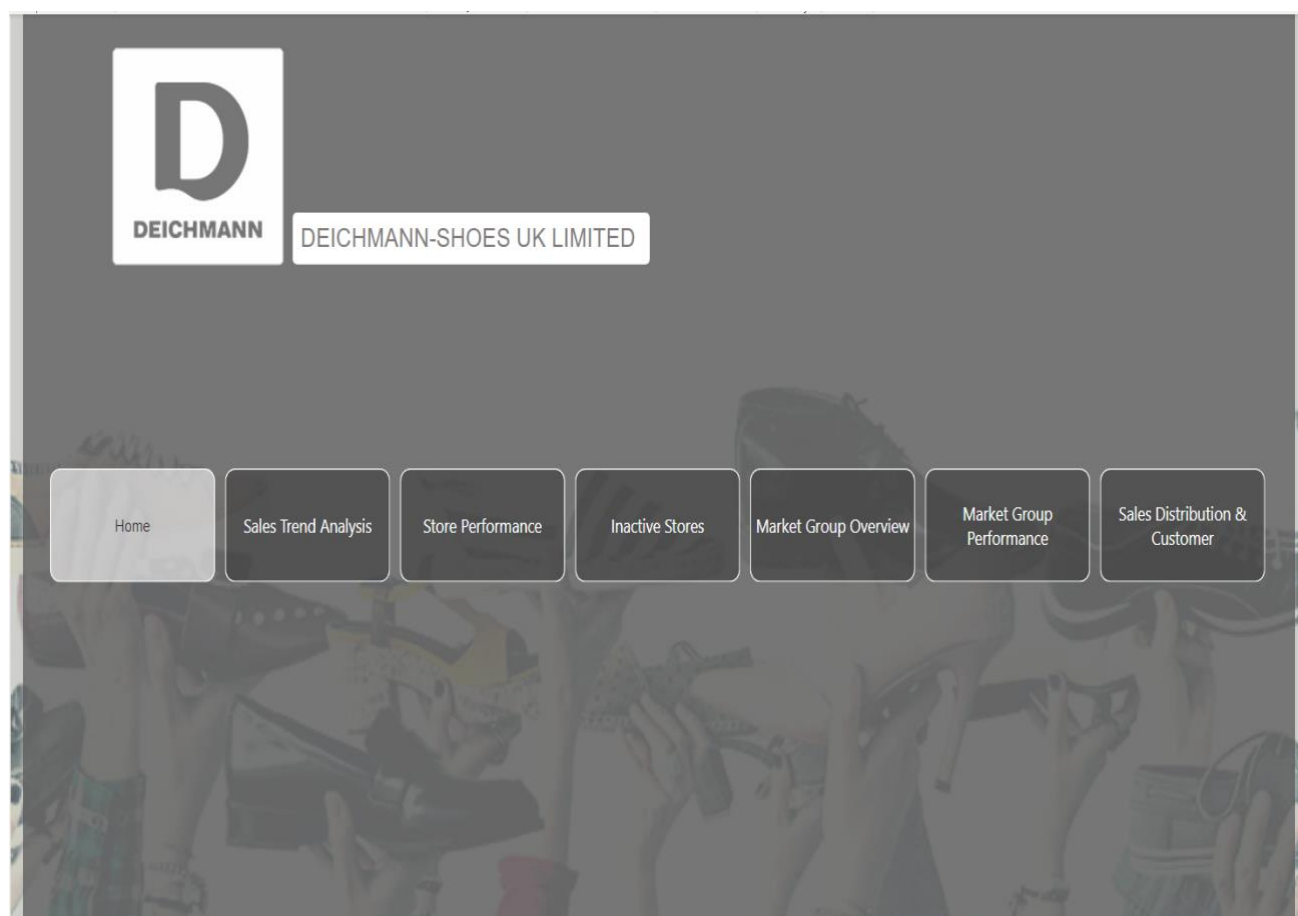 D
DEICHMANN
DEICHMANN-SHOES UK LIMITED
Home
Sales Trend Analysis
Store Performance
Inactive Stores
Market Group Overview
Market Group
Performance
Sales Distribution &
Customer